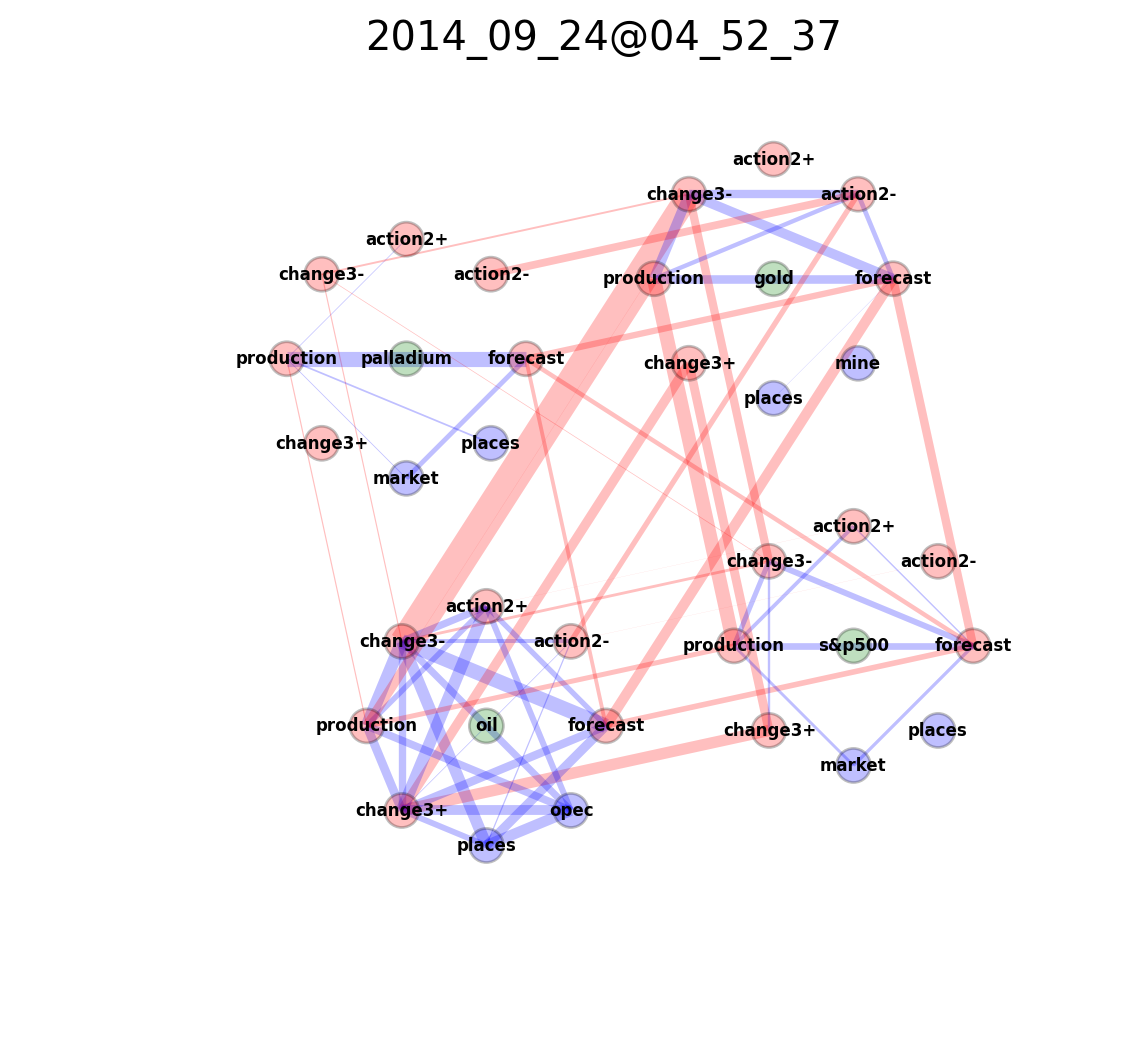 2014_09_24@04_52_37
action2+
change3-
action2-
production
gold
forecast
change3+
mine
places
action2+
change3-
action2-
production
palladium
forecast
change3+
places
market
action2+
change3-
action2-
production
s&p500
forecast
change3+
places
market
action2+
change3-
action2-
production
oil
forecast
change3+
opec
places